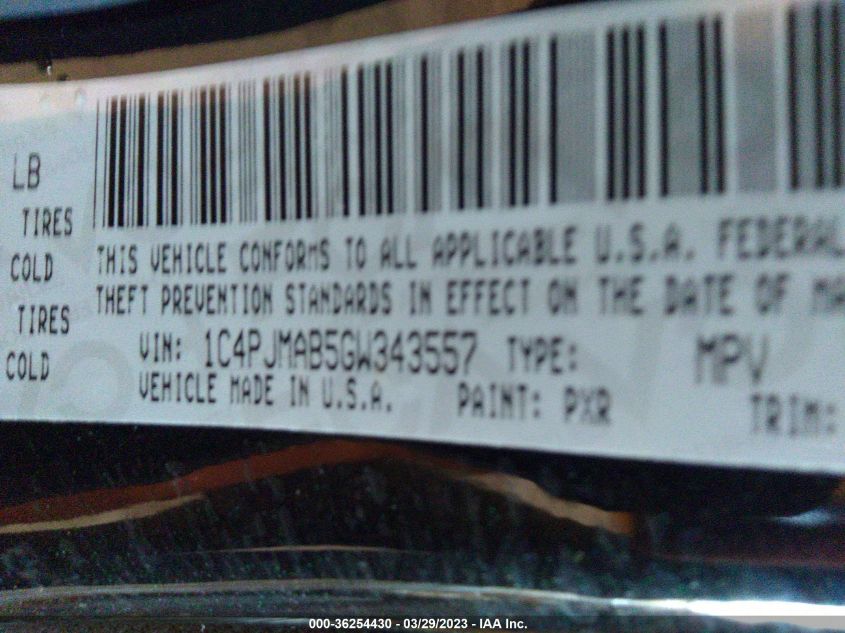 LB
TIRES
COLD
TIRES
COLD
THIS VEHICLE CONFORMS TO ALL APPLICABLE U.S.A. FEDERAL
THEFT PREVENTION STANDARDS IN EFFECT ON THE DATE OF MA
VIN: 1C4PJMAB5GW343557 TYPE: MPV
VEHICLE MADE IN U.S.A. PAINT: PXR TRIM:
000-36254430 - 03/29/2023 - IAA Inc.